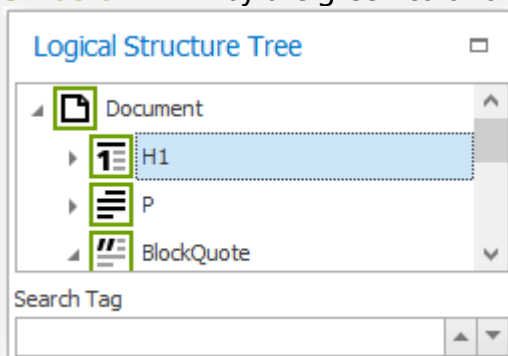 Logical Structure Tree
Document
H1
P
BlockQuote
Search Tag